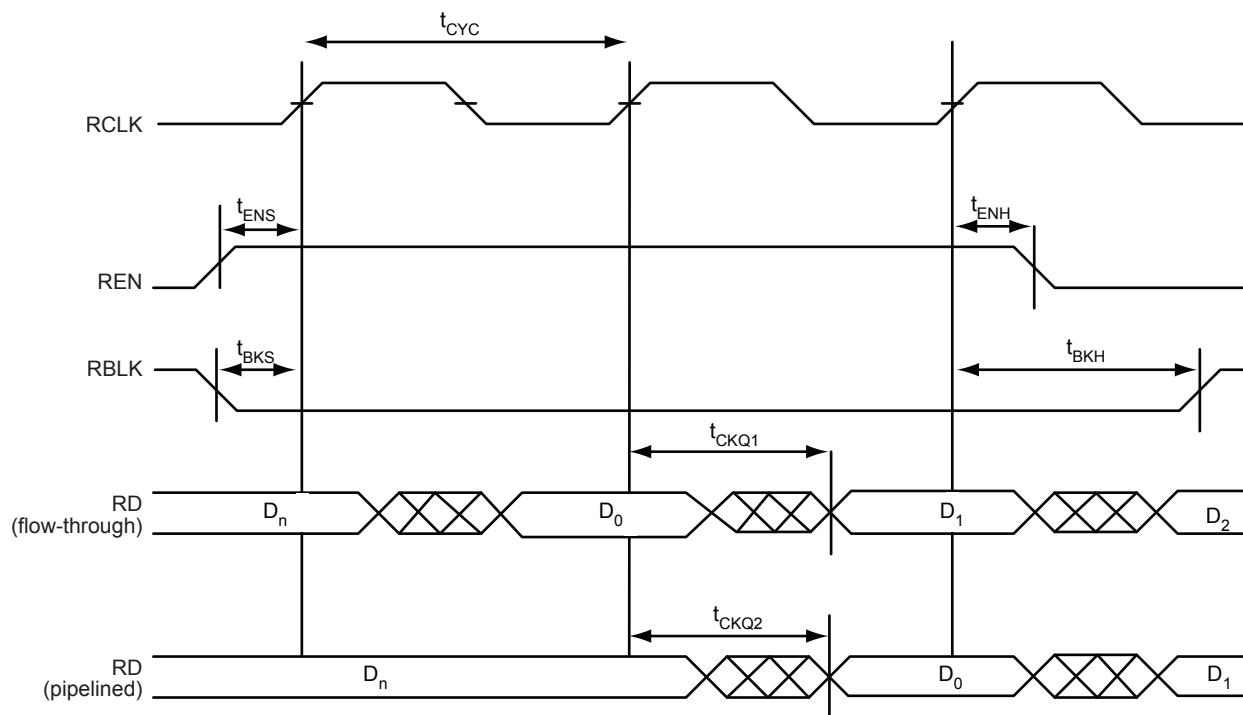 tCYC
RCLK
tENS
tENH
REN
tBKS
tBKH
RBLK
tCKQ1
RD
(flow-through)
Dn
D0
D1
D2
tCKQ2
RD
(pipelined)
Dn
D0
D1